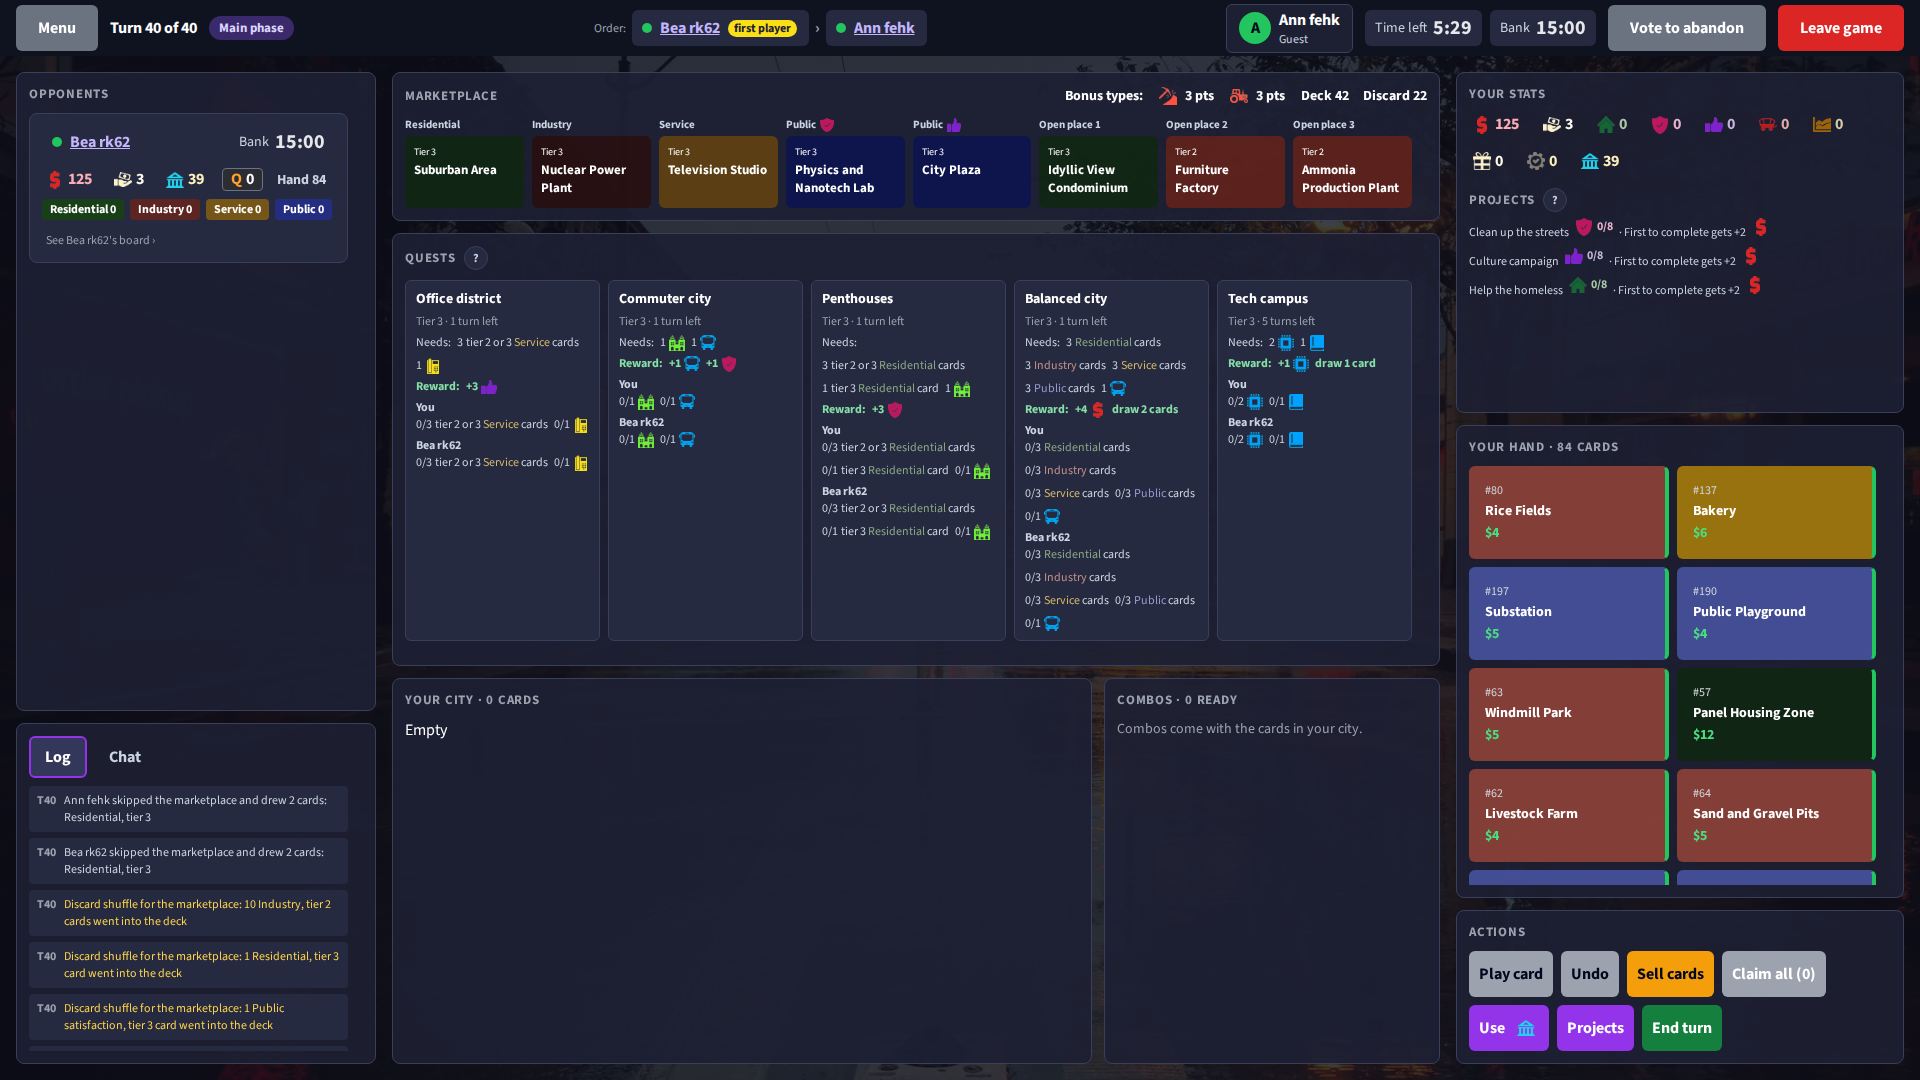 Menu
Turn 40 of 40 Main phase
Order: Bea rk62 first player › Ann fehk
A Ann fehk
Guest
Time left 5:29
Bank 15:00
Vote to abandon
Leave game
OPPONENTS
Bea rk62 Bank 15:00
125 3 39 Q 0 Hand 84
Residential 0 Industry 0 Service 0 Public 0
See Bea rk62's board ›
Log Chat
T40 Ann fehk skipped the marketplace and drew 2 cards:
Residential, tier 3
T40 Bea rk62 skipped the marketplace and drew 2 cards:
Residential, tier 3
T40 Discard shuffle for the marketplace: 10 Industry, tier 2
cards went into the deck
T40 Discard shuffle for the marketplace: 1 Residential, tier 3
card went into the deck
T40 Discard shuffle for the marketplace: 1 Public
satisfaction, tier 3 card went into the deck
MARKETPLACE
Bonus types: 3 pts 3 pts Deck 42 Discard 22
Residential
Tier 3
Suburban Area
Industry
Tier 3
Nuclear Power
Plant
Service
Tier 3
Television Studio
Public
Tier 3
Physics and
Nanotech Lab
Public
Tier 3
City Plaza
Open place 1
Tier 3
Idyllic View
Condominium
Open place 2
Tier 2
Furniture
Factory
Open place 3
Tier 2
Ammonia
Production Plant
QUESTS ?
Office district
Tier 3 · 1 turn left
Needs: 3 tier 2 or 3 Service cards
1
Reward: +3
You
0/3 tier 2 or 3 Service cards 0/1
Bea rk62
0/3 tier 2 or 3 Service cards 0/1
Commuter city
Tier 3 · 1 turn left
Needs: 1 1
Reward: +1 +1
You
0/1 0/1
Bea rk62
0/1 0/1
Penthouses
Tier 3 · 1 turn left
Needs:
3 tier 2 or 3 Residential cards
1 tier 3 Residential card 1
Reward: +3
You
0/3 tier 2 or 3 Residential cards
0/1 tier 3 Residential card 0/1
Bea rk62
0/3 tier 2 or 3 Residential cards
0/1 tier 3 Residential card 0/1
Balanced city
Tier 3 · 1 turn left
Needs: 3 Residential cards
3 Industry cards 3 Service cards
3 Public cards 1
Reward: +4 draw 2 cards
You
0/3 Residential cards
0/3 Industry cards
0/3 Service cards 0/3 Public cards
0/1
Bea rk62
0/3 Residential cards
0/3 Industry cards
0/3 Service cards 0/3 Public cards
0/1
Tech campus
Tier 3 · 5 turns left
Needs: 2 1
Reward: +1 draw 1 card
You
0/2 0/1
Bea rk62
0/2 0/1
YOUR CITY · 0 CARDS
Empty
COMBOS · 0 READY
Combos come with the cards in your city.
YOUR STATS
125 3 0 0 0 0 0
0 0 39
PROJECTS ?
Clean up the streets 0/8 · First to complete gets +2
Culture campaign 0/8 · First to complete gets +2
Help the homeless 0/8 · First to complete gets +2
YOUR HAND · 84 CARDS
#80
Rice Fields
$4
#137
Bakery
$6
#197
Substation
$5
#190
Public Playground
$4
#63
Windmill Park
$5
#57
Panel Housing Zone
$12
#62
Livestock Farm
$4
#64
Sand and Gravel Pits
$5
ACTIONS
Play card Undo Sell cards Claim all (0)
Use Projects End turn